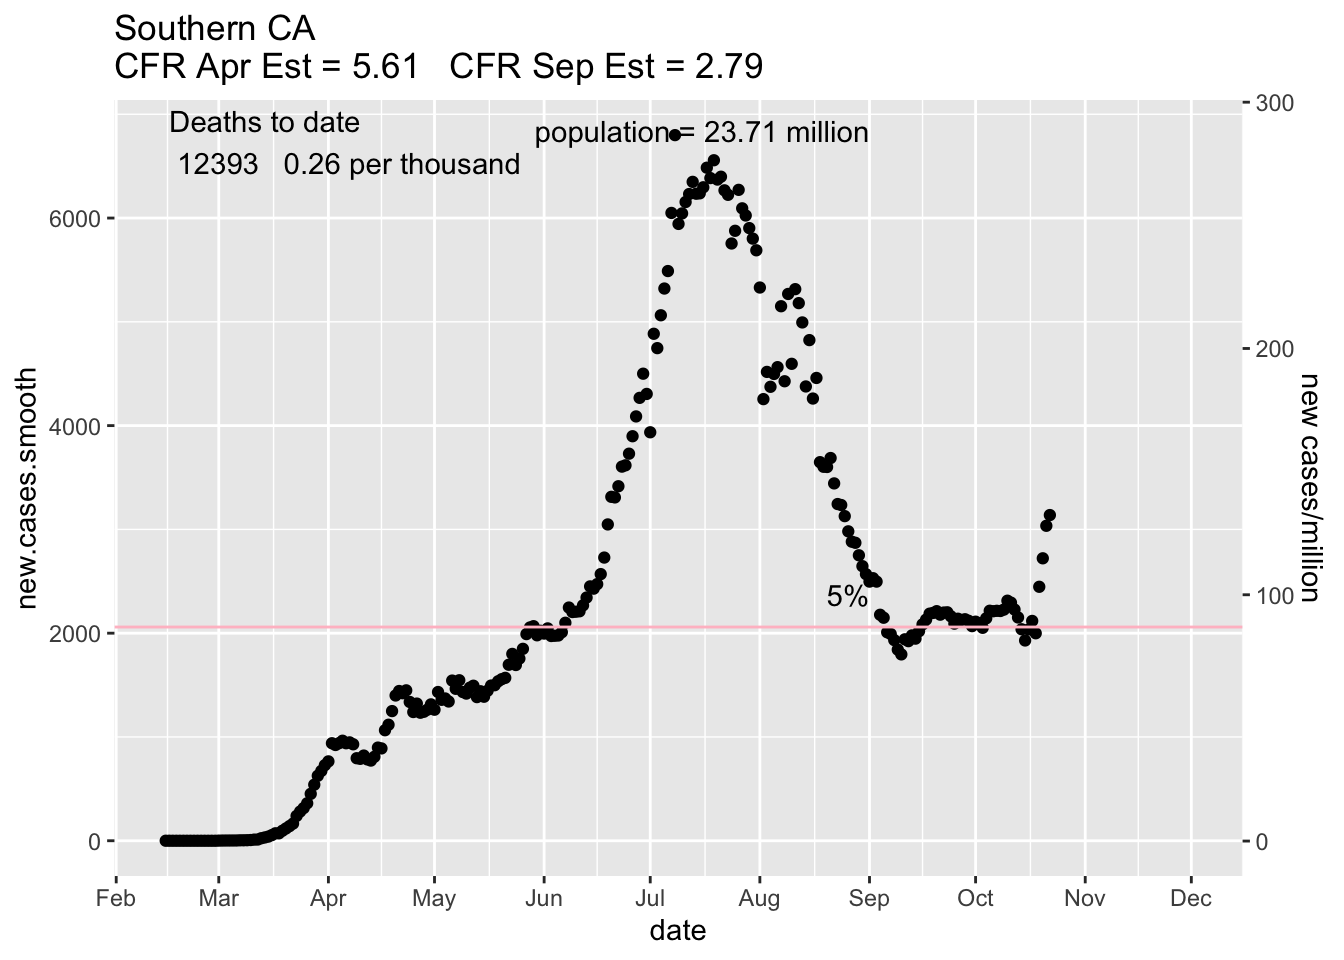 Southern CA
CFR Apr Est = 5.61   CFR Sep Est = 2.79
Deaths to date
12393   0.26 per thousand
population = 23.71 million
5%
new.cases.smooth
6000
4000
2000
0
300
200
100
0
new cases/million
Feb Mar Apr May Jun Jul Aug Sep Oct Nov Dec
date